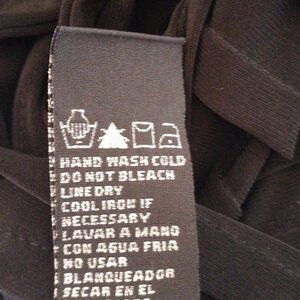 HAND WASH COLD
DO NOT BLEACH
LINE DRY
COOL IRON IF
NECESSARY
LAVAR A MANO
CON AGUA FRIA
NO USAR
BLANQUEADOR
SECAR EN EL